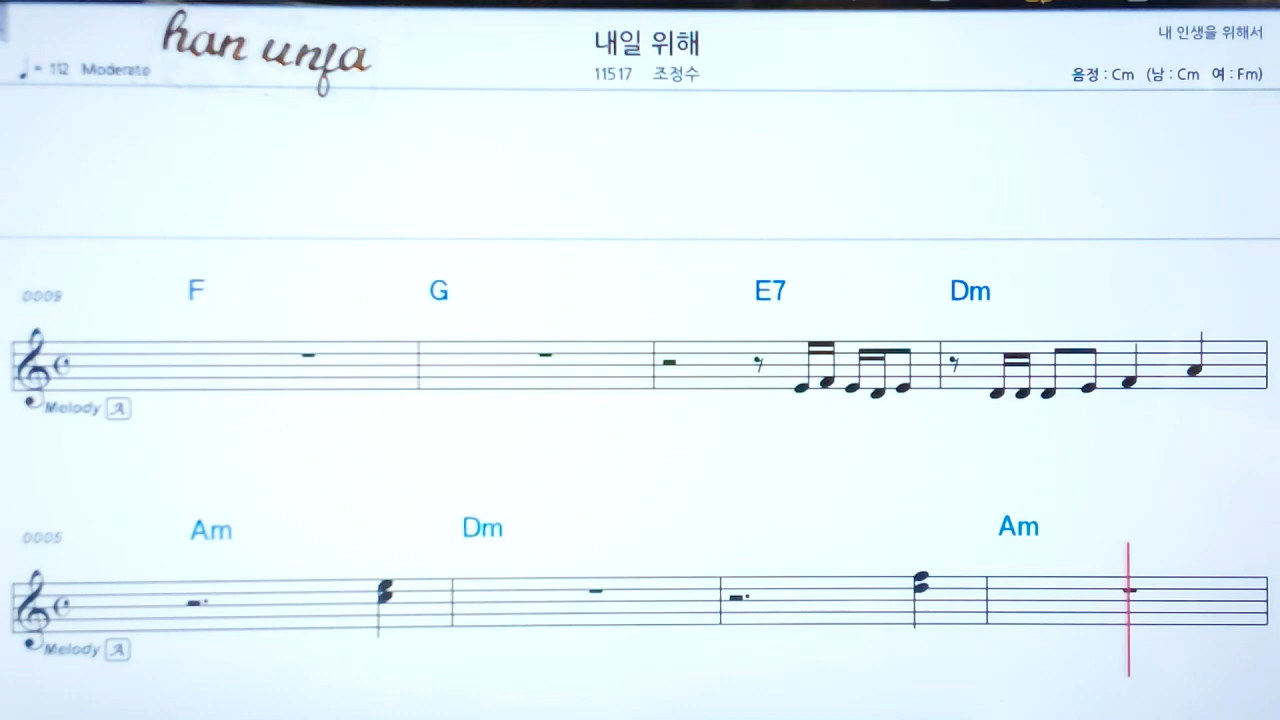 han unfa
내일 위해
내 인생을 위해서
♩= 112 Moderato
11517 조정수
음정 : Cm (남 : Cm 여 : Fm)
0009 F G E7 Dm
Melody A
0005 Am Dm Am
Melody A